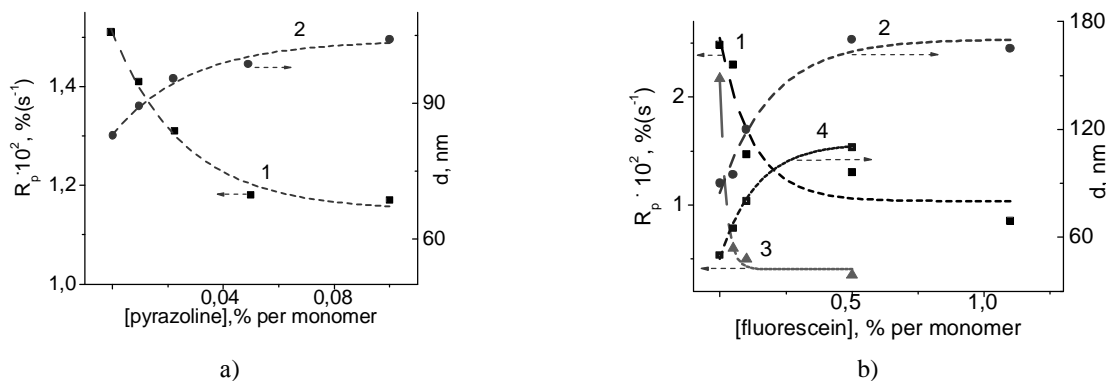 a)
1,4
1,2
1,0
R_p·10^2, %(s^-1)
2
1
90
60
d, nm
0,04 0,08
[pyrazoline],% per monomer
a)
b)
2
1
R_p · 10^2, %(s^-1)
1
2
4
3
180
120
60
d, nm
0,5 1,0
[fluorescein], % per monomer
b)